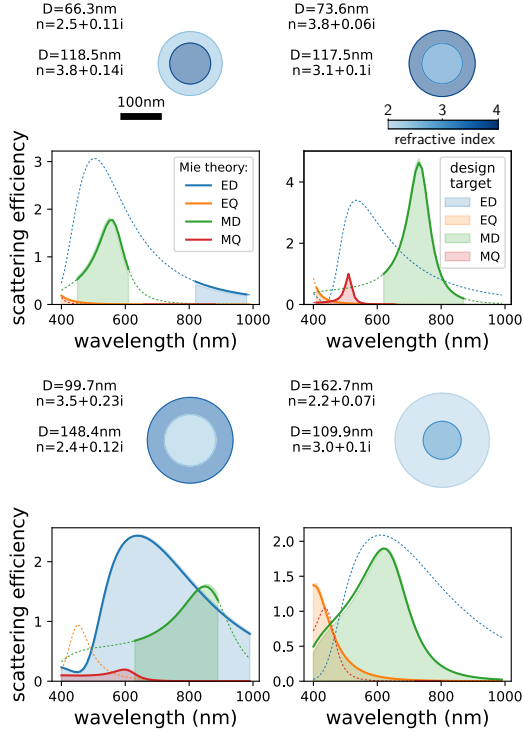 D=66.3nm
n=2.5+0.11i
D=118.5nm
n=3.8+0.14i
100nm
D=73.6nm
n=3.8+0.06i
D=117.5nm
n=3.1+0.1i
2 3 4
refractive index
scattering efficiency
3
2
1
0
400 600 800 1000
wavelength (nm)
Mie theory:
ED
EQ
MD
MQ
4
2
0
400 600 800 1000
wavelength (nm)
design
target
ED
EQ
MD
MQ
D=99.7nm
n=3.5+0.23i
D=148.4nm
n=2.4+0.12i
D=162.7nm
n=2.2+0.07i
D=109.9nm
n=3.0+0.1i
scattering efficiency
2
1
0
400 600 800 1000
wavelength (nm)
2.0
1.5
1.0
0.5
0.0
400 600 800 1000
wavelength (nm)